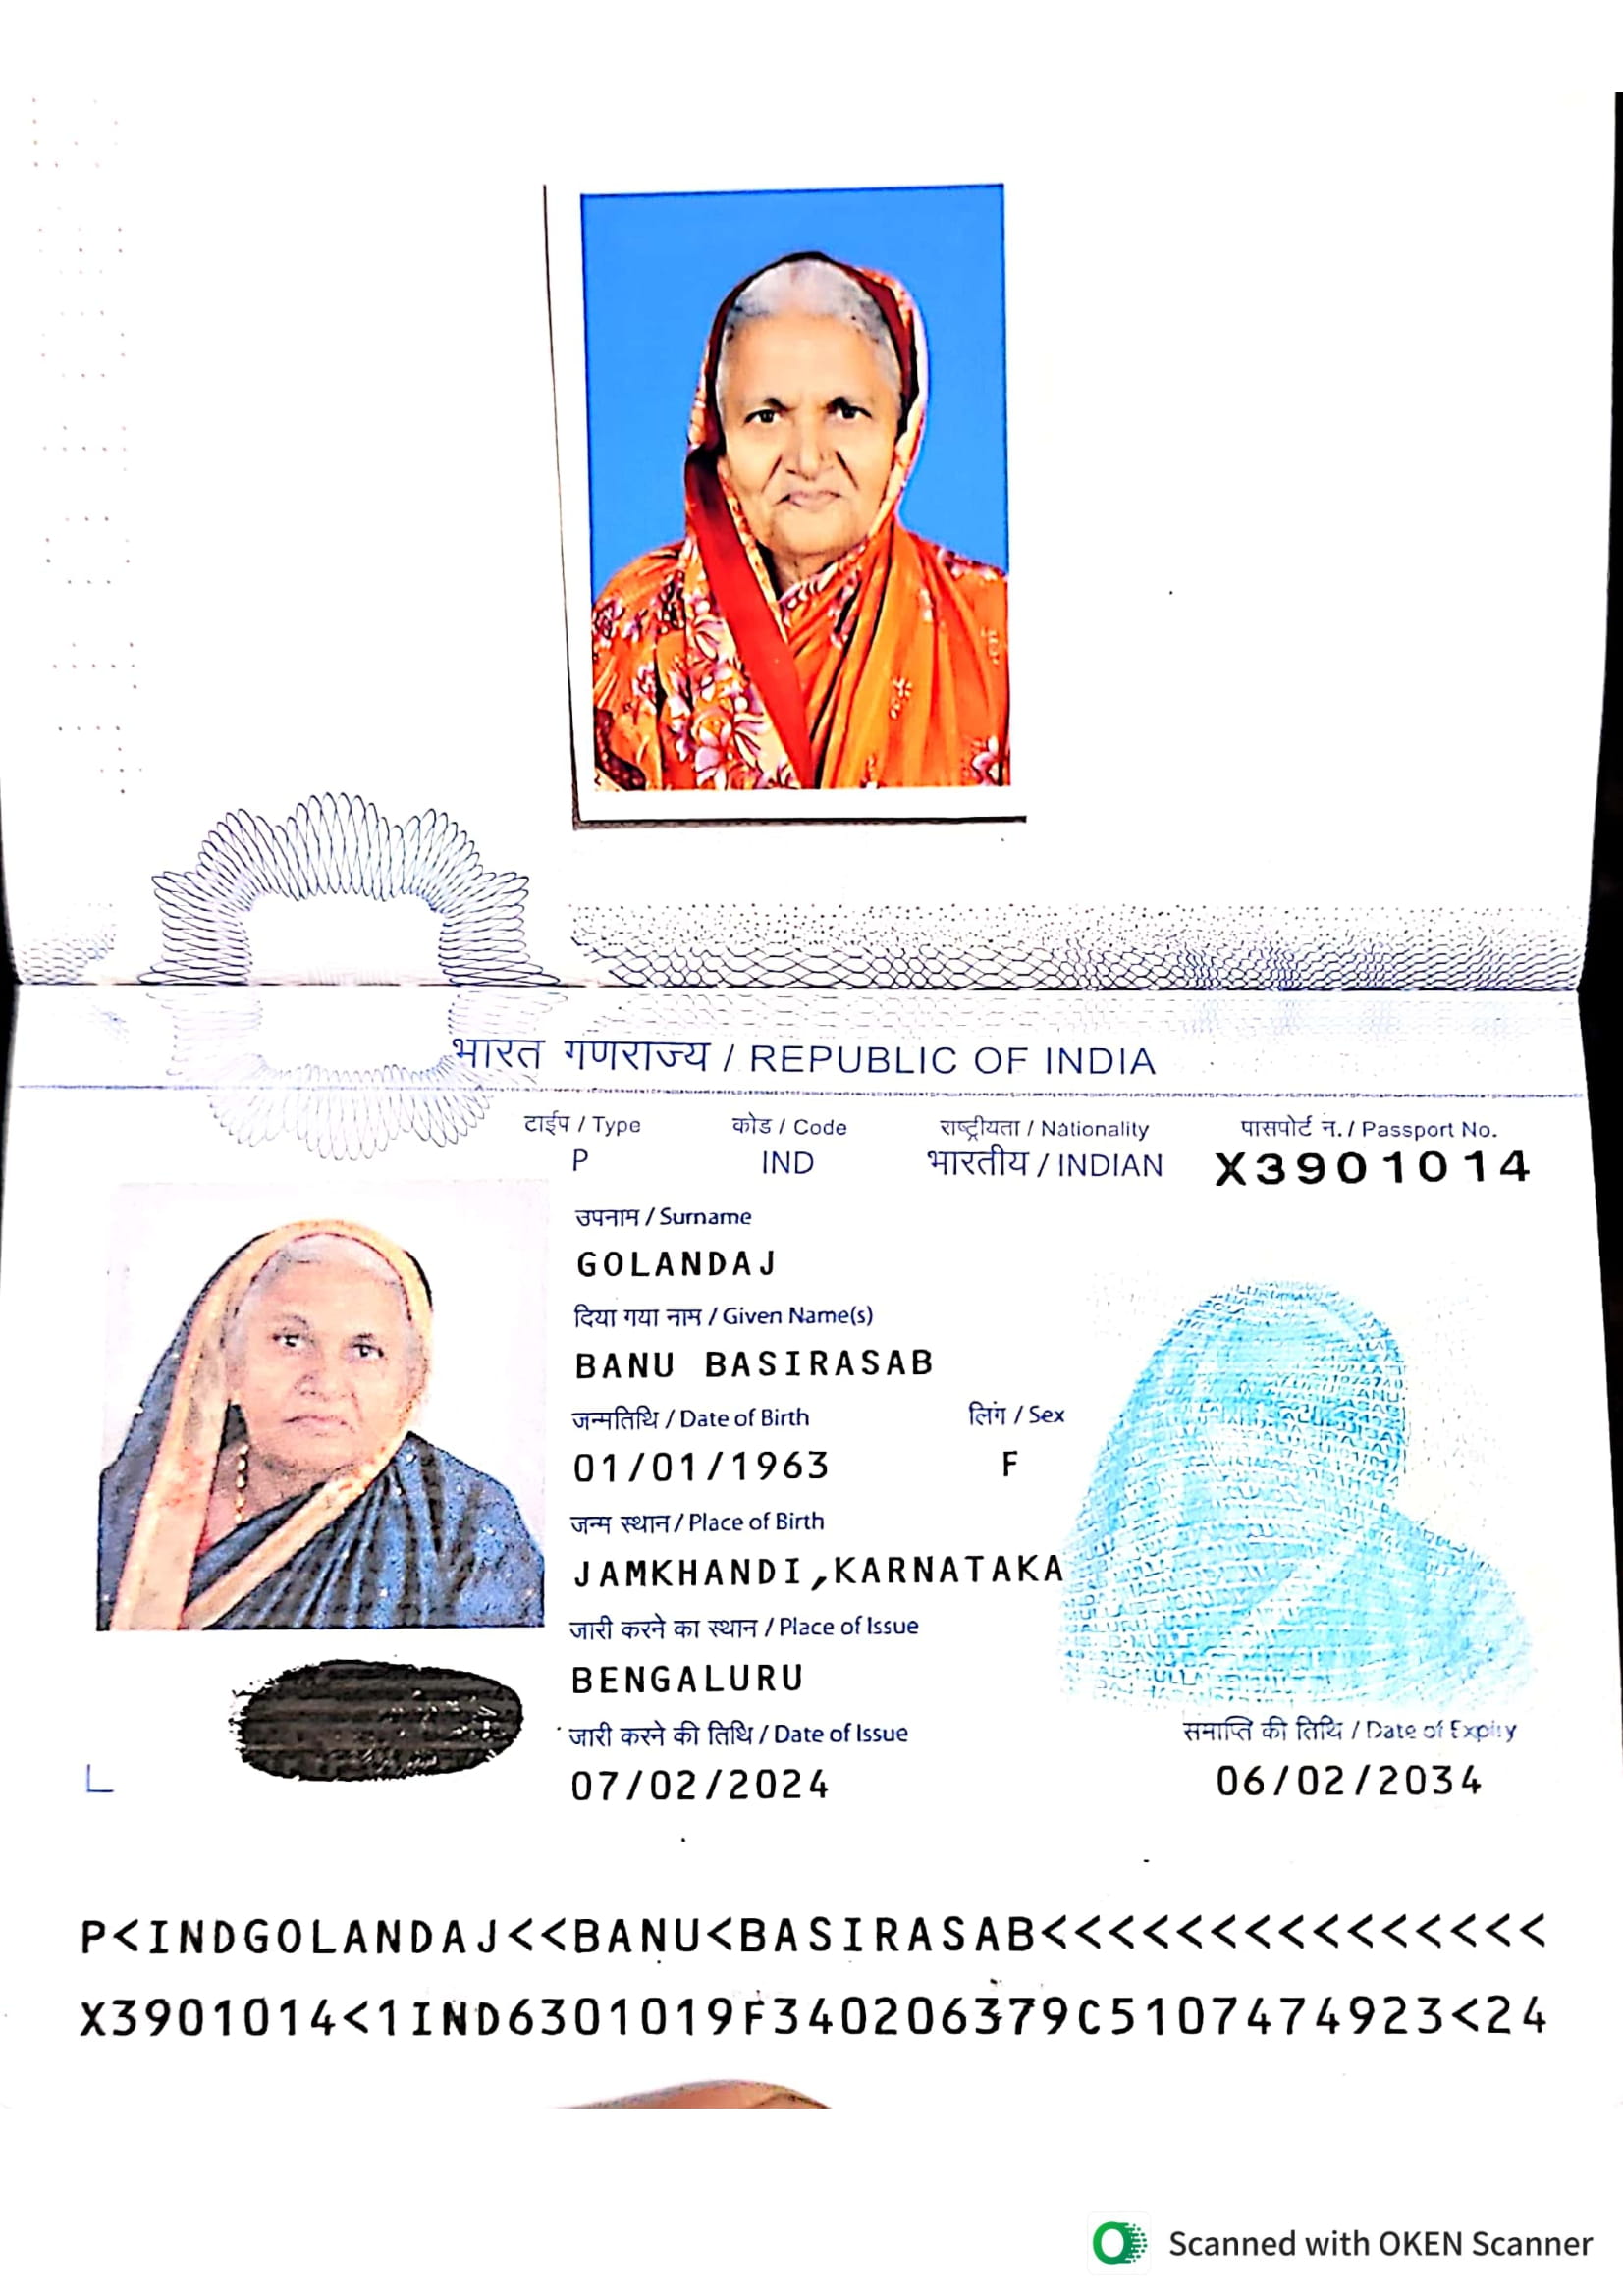 भारत गणराज्य / REPUBLIC OF INDIA
टाईप / Type कोड / Code राष्ट्रीयता / Nationality पासपोर्ट न. / Passport No.
P IND भारतीय / INDIAN X3901014
उपनाम / Surname
GOLANDAJ
दिया गया नाम / Given Name(s)
BANU BASIRASAB
जन्मतिथि / Date of Birth लिंग / Sex
01/01/1963 F
जन्म स्थान / Place of Birth
JAMKHANDI,KARNATAKA
जारी करने का स्थान / Place of Issue
BENGALURU
जारी करने की तिथि / Date of Issue समाप्ति की तिथि / Date of Expiry
07/02/2024 06/02/2034
P<INDGOLANDAJ<<BANU<BASIRASAB<<<<<<<<<<<<<<<
X3901014<1IND6301019F340206379C5107474923<24
Scanned with OKEN Scanner